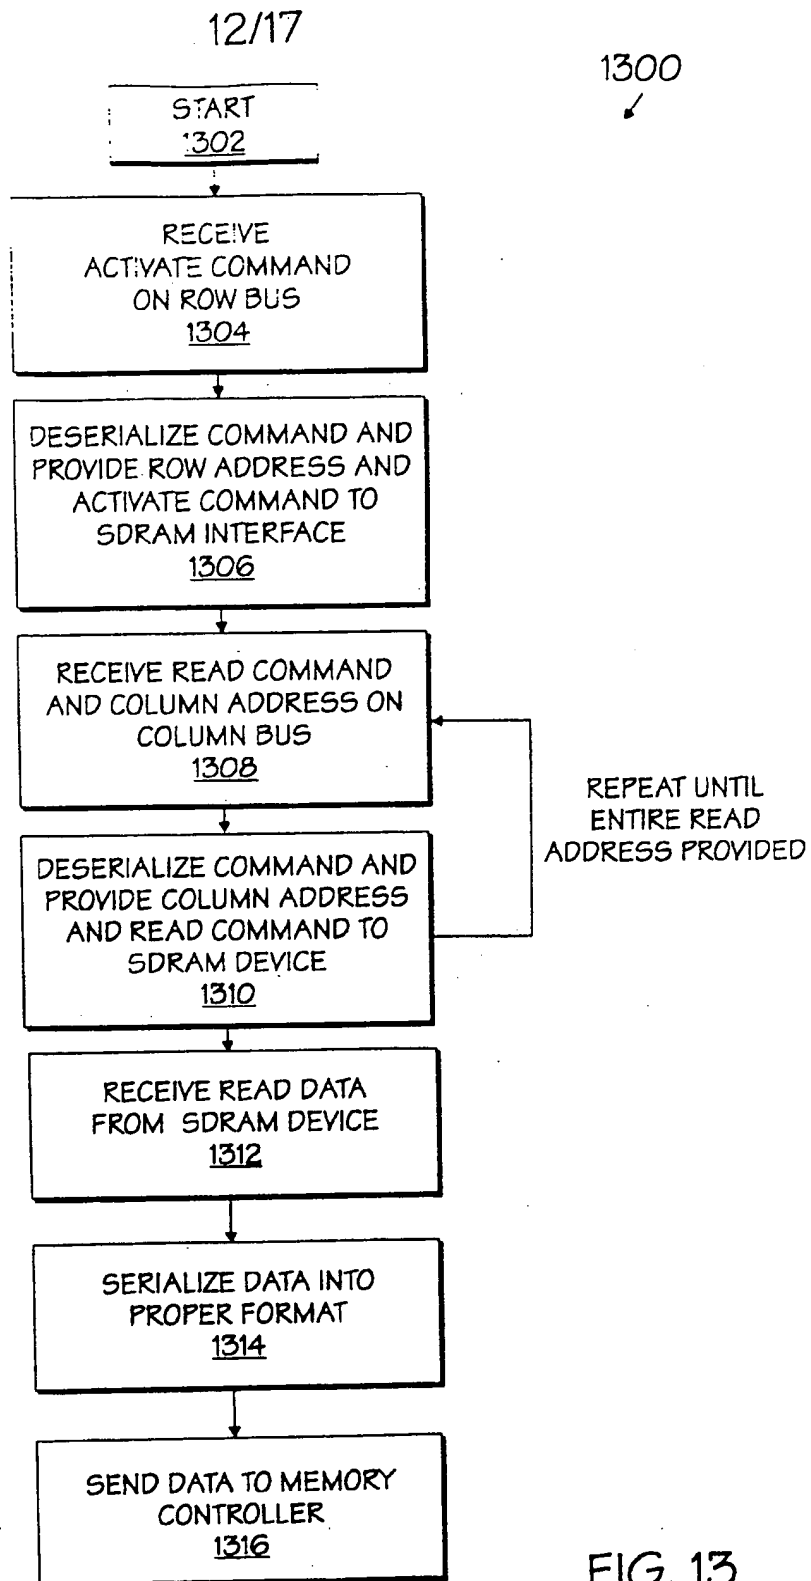 12/17
1300
START
1302
RECEIVE
ACTIVATE COMMAND
ON ROW BUS
1304
DESERIALIZE COMMAND AND
PROVIDE ROW ADDRESS AND
ACTIVATE COMMAND TO
SDRAM INTERFACE
1306
RECEIVE READ COMMAND
AND COLUMN ADDRESS ON
COLUMN BUS
1308
REPEAT UNTIL
ENTIRE READ
ADDRESS PROVIDED
DESERIALIZE COMMAND AND
PROVIDE COLUMN ADDRESS
AND READ COMMAND TO
SDRAM DEVICE
1310
RECEIVE READ DATA
FROM SDRAM DEVICE
1312
SERIALIZE DATA INTO
PROPER FORMAT
1314
SEND DATA TO MEMORY
CONTROLLER
1316
FIG. 13